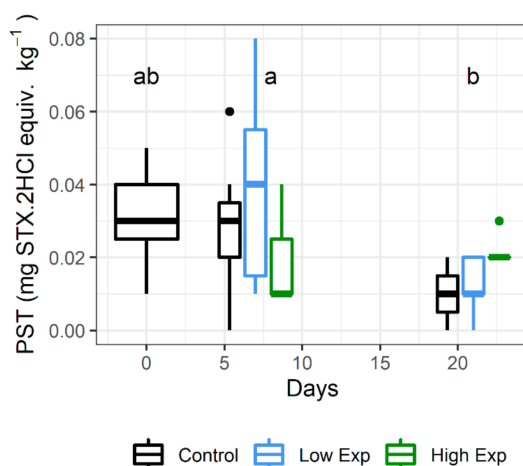 PST (mg STX.2HCl equiv. kg⁻¹)
0.08
0.06
0.04
0.02
0.00
ab
a
b
0 5 10 15 20
Days
Control Low Exp High Exp